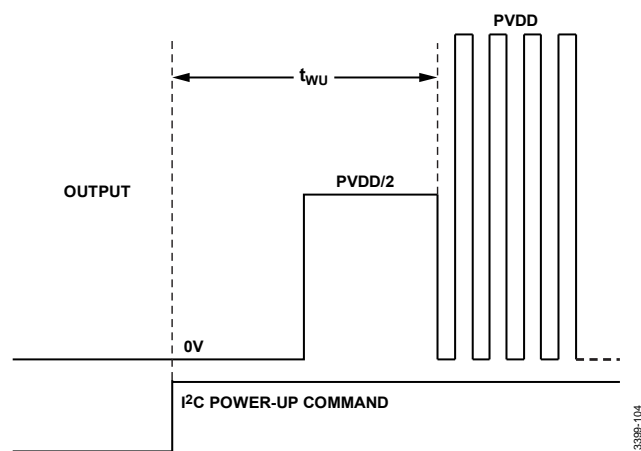 PVDD
tWU
PVDD/2
OUTPUT
0V
I2C POWER-UP COMMAND
3399-104